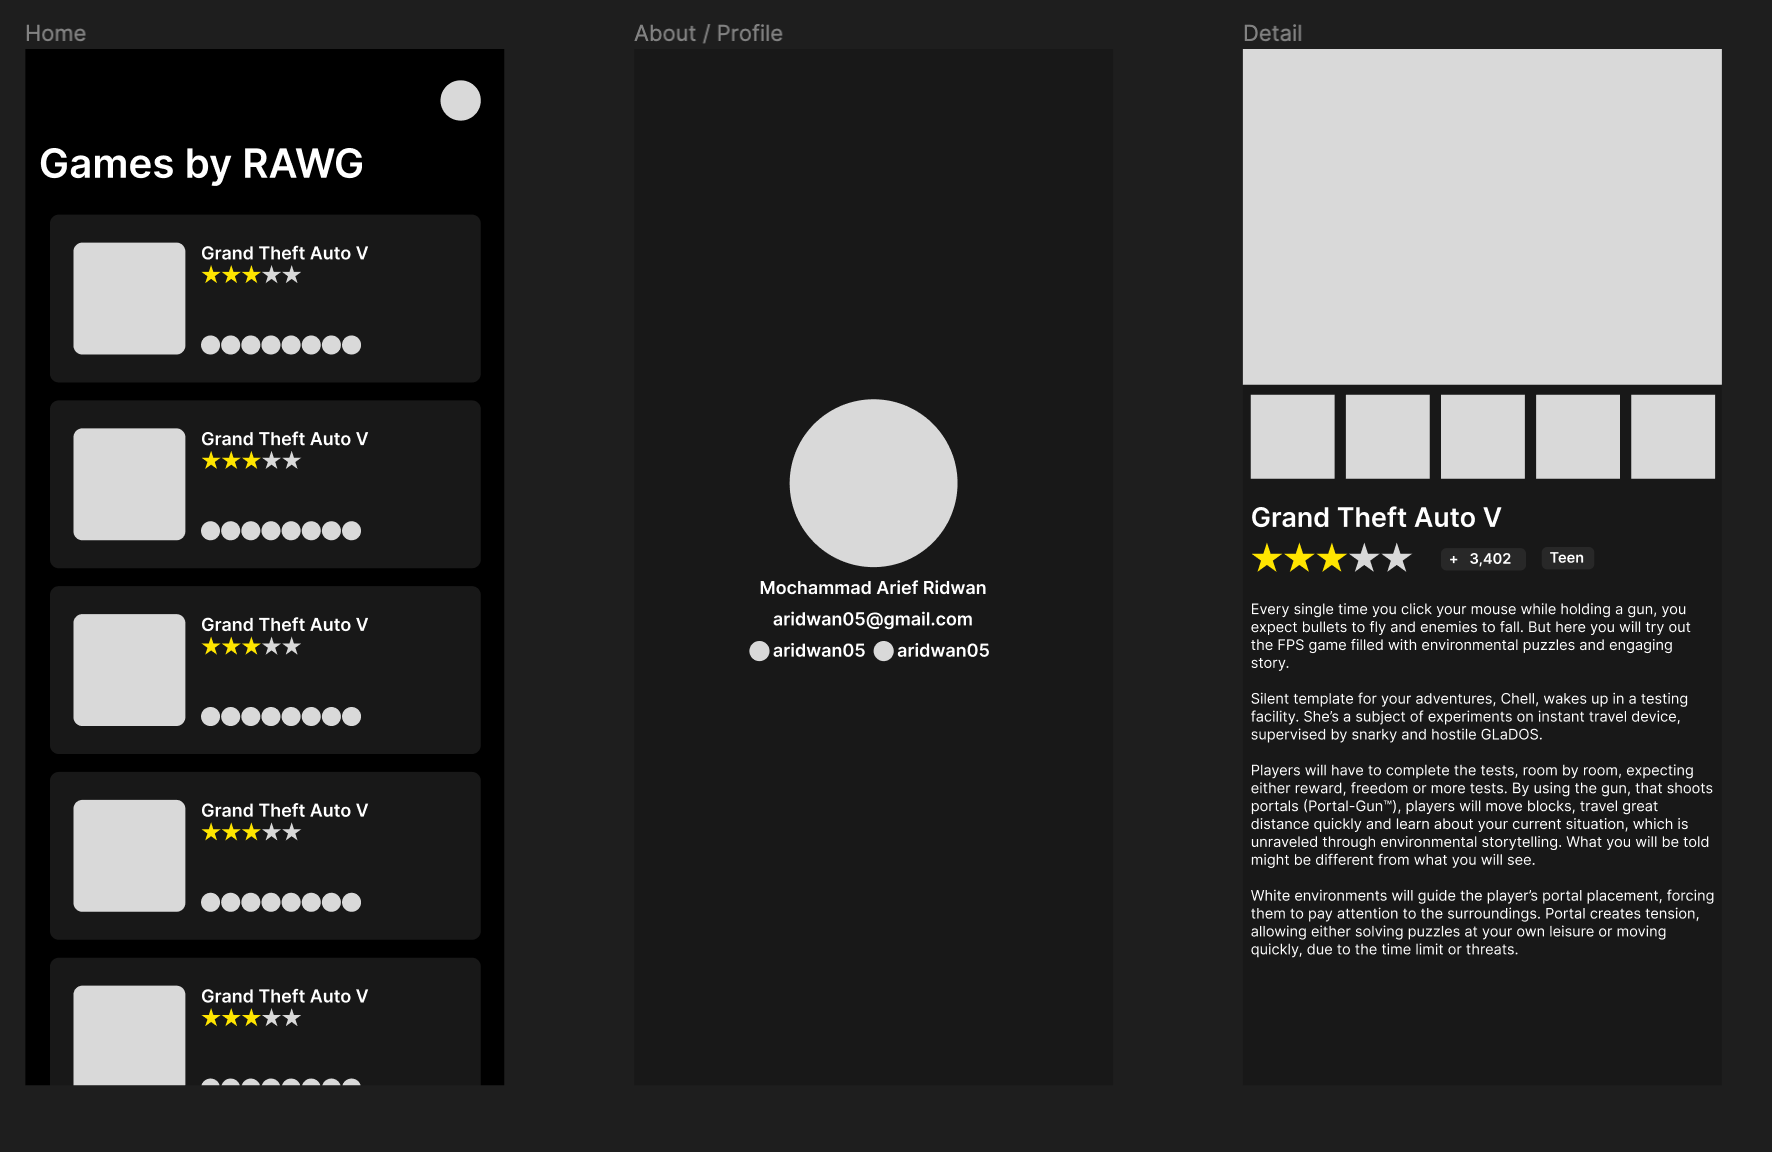 Home
Games by RAWG
Grand Theft Auto V
Grand Theft Auto V
Grand Theft Auto V
Grand Theft Auto V
Grand Theft Auto V
About / Profile
Mochammad Arief Ridwan
aridwan05@gmail.com
aridwan05 aridwan05
Detail
Grand Theft Auto V
+ 3,402 Teen
Every single time you click your mouse while holding a gun, you
expect bullets to fly and enemies to fall. But here you will try out
the FPS game filled with environmental puzzles and engaging
story.
Silent template for your adventures, Chell, wakes up in a testing
facility. She’s a subject of experiments on instant travel device,
supervised by snarky and hostile GLaDOS.
Players will have to complete the tests, room by room, expecting
either reward, freedom or more tests. By using the gun, that shoots
portals (Portal-Gun™), players will move blocks, travel great
distance quickly and learn about your current situation, which is
unraveled through environmental storytelling. What you will be told
might be different from what you will see.
White environments will guide the player’s portal placement, forcing
them to pay attention to the surroundings. Portal creates tension,
allowing either solving puzzles at your own leisure or moving
quickly, due to the time limit or threats.